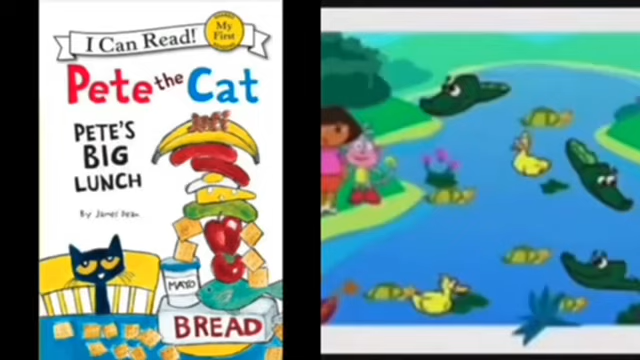 I Can Read!
My
First
Pete the Cat
PETE'S
BIG
LUNCH
By James Dean
MAYO
BREAD